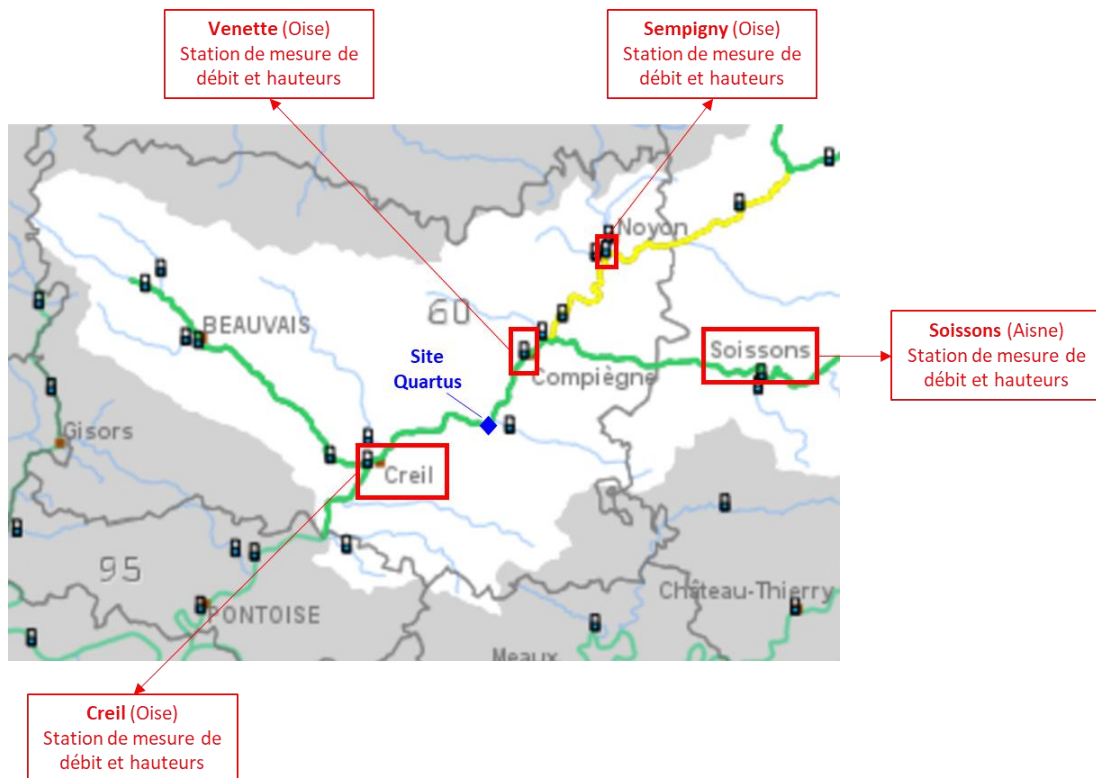 Venette (Oise)
Station de mesure de
débit et hauteurs
Sempigny (Oise)
Station de mesure de
débit et hauteurs
Noyon
60
BEAUVAIS
Soissons
Soissons (Aisne)
Station de mesure de
débit et hauteurs
Site
Quartus
Compiègne
Gisors
Creil
95
Château-Thierry
PONTOISE
Meaux
Creil (Oise)
Station de mesure de
débit et hauteurs